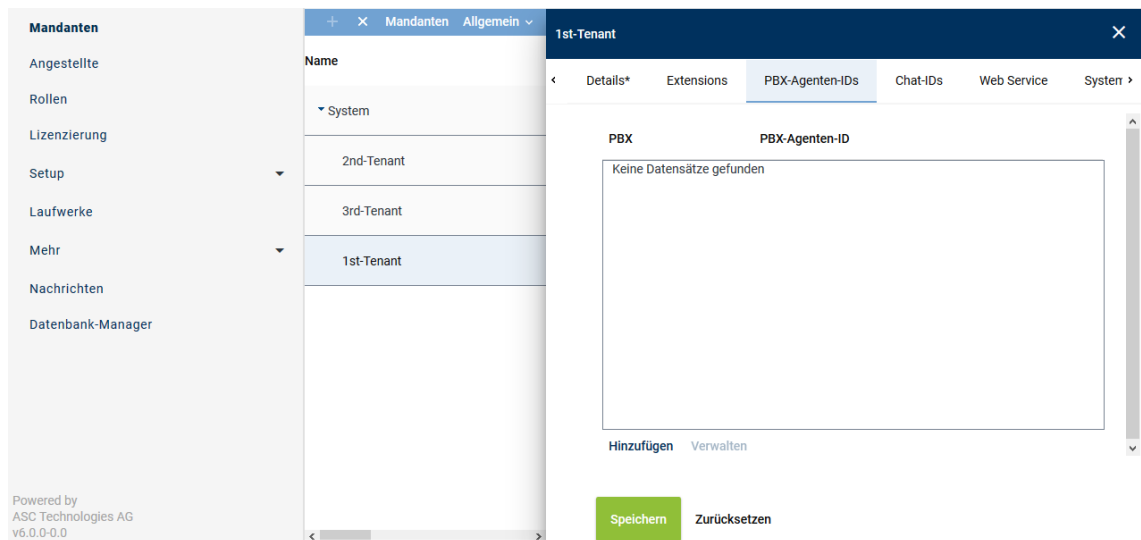 Mandanten
Angestellte
Rollen
Lizenzierung
Setup
Laufwerke
Mehr
Nachrichten
Datenbank-Manager
Powered by
ASC Technologies AG
v6.0.0-0.0
Mandanten Allgemein
Name
System
2nd-Tenant
3rd-Tenant
1st-Tenant
1st-Tenant
Details* Extensions PBX-Agenten-IDs Chat-IDs Web Service System
PBX PBX-Agenten-ID
Keine Datensätze gefunden
Hinzufügen Verwalten
Speichern Zurücksetzen